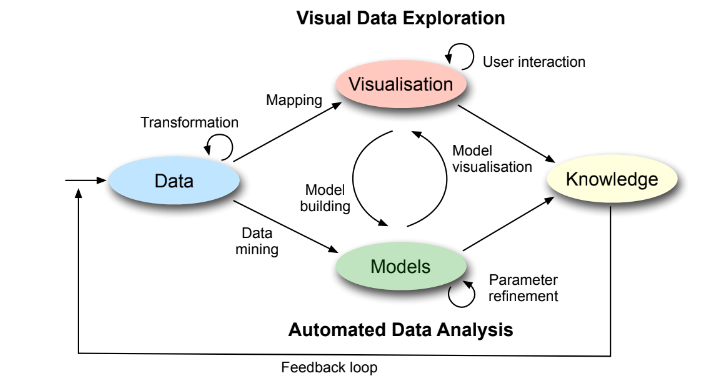 Visual Data Exploration
User interaction
Visualisation
Mapping
Transformation
Model
visualisation
Data
Knowledge
Model
building
Data
mining
Models
Parameter
refinement
Automated Data Analysis
Feedback loop